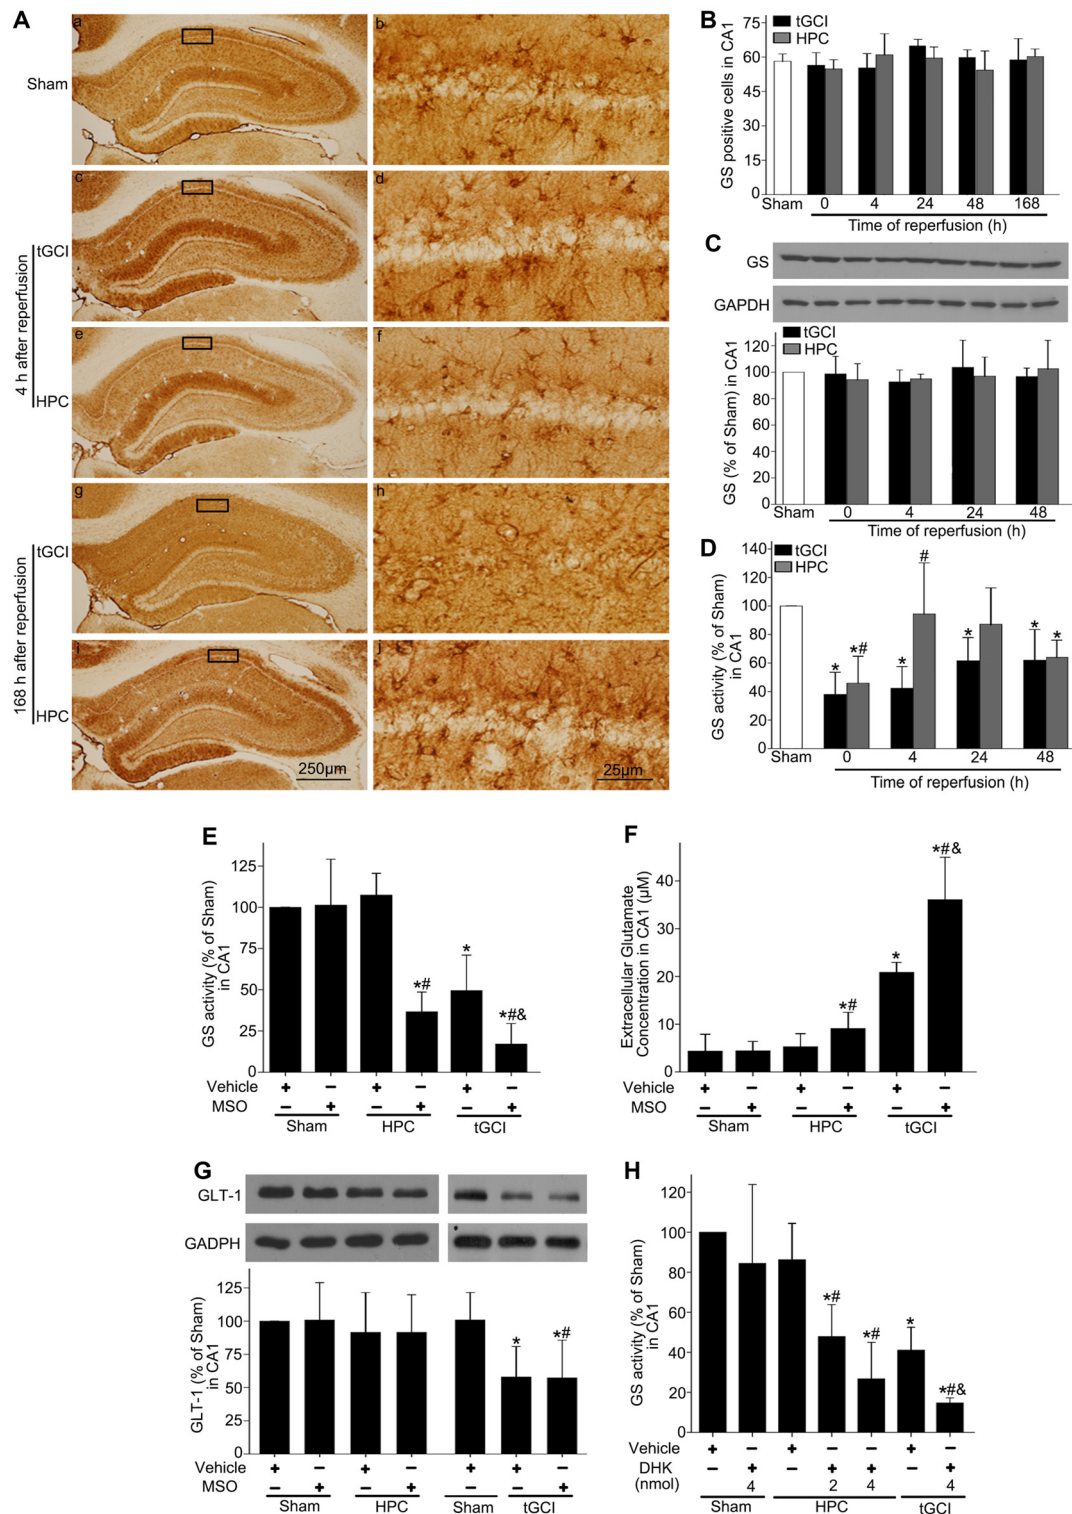 A
a
b
Sham
c
d
tGCI
4 h after reperfusion
e
f
HPC
g
h
tGCI
168 h after reperfusion
i
j
HPC
250µm
25µm
B
tGCI
HPC
GS positive cells in CA1
75
60
45
30
15
0
Sham
0 4 24 48 168
Time of reperfusion (h)
C
GS
GAPDH
tGCI
HPC
GS (% of Sham) in CA1
120
100
80
60
40
20
0
Sham
0 4 24 48
Time of reperfusion (h)
D
tGCI
HPC
GS activity (% of Sham)
in CA1
140
120
100
80
60
40
20
0
* *# * # * * *
Sham
0 4 24 48
Time of reperfusion (h)
E
GS activity (% of Sham)
in CA1
125
100
75
50
25
0
*# * *#&
Vehicle + − + − + −
MSO − + − + − +
Sham HPC tGCI
F
Extracellular Glutamate
Concentration in CA1 (µM)
40
30
20
10
0
*# * *#&
Vehicle + − + − + −
MSO − + − + − +
Sham HPC tGCI
G
GLT-1
GADPH
GLT-1 (% of Sham)
in CA1
125
100
75
50
25
0
* *#
Vehicle + − + − + + −
MSO − + − + − − +
Sham HPC Sham tGCI
H
GS activity (% of Sham)
in CA1
120
100
80
60
40
20
0
*# *# * *#&
Vehicle + − + − − + −
DHK − + − + + − +
(nmol) 4 2 4 4
Sham HPC tGCI